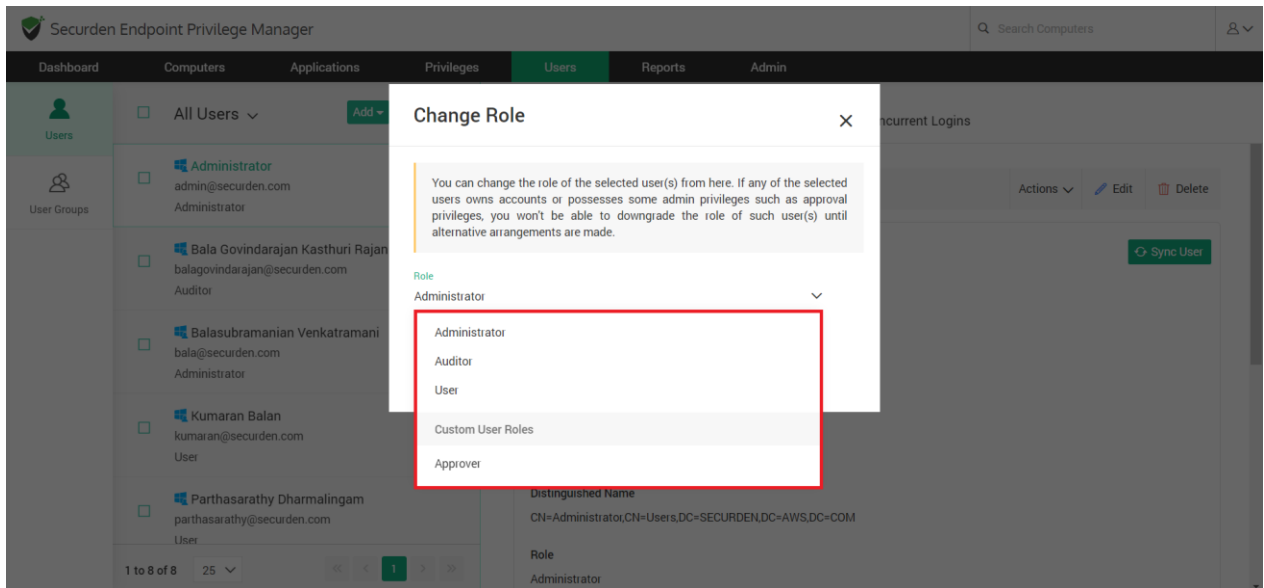 Securden Endpoint Privilege Manager
Search Computers
Dashboard Computers Applications Privileges Users Reports Admin
Users
User Groups
All Users
Add
Administrator
admin@securden.com
Administrator
Bala Govindarajan Kasthuri Rajan
balagovindarajan@securden.com
Auditor
Balasubramanian Venkatramani
bala@securden.com
Administrator
Kumaran Balan
kumaran@securden.com
User
Parthasarathy Dharmalingam
parthasarathy@securden.com
User
1 to 8 of 8 25 « < 1 > »
Change Role
You can change the role of the selected user(s) from here. If any of the selected
users owns accounts or possesses some admin privileges such as approval
privileges, you won't be able to downgrade the role of such user(s) until
alternative arrangements are made.
Role
Administrator
Administrator
Auditor
User
Custom User Roles
Approver
Logins
Actions Edit Delete
Sync User
Distinguished Name
CN=Administrator,CN=Users,DC=SECURDEN,DC=AWS,DC=COM
Role
Administrator